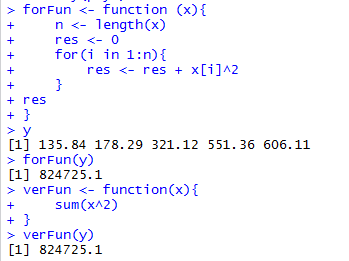 > forFun <- function (x){
+     n <- length(x)
+     res <- 0
+     for(i in 1:n){
+         res <- res + x[i]^2
+     }
+ res
+ }
> y
[1] 135.84 178.29 321.12 551.36 606.11
> forFun(y)
[1] 824725.1
> verFun <- function(x){
+     sum(x^2)
+ }
> verFun(y)
[1] 824725.1